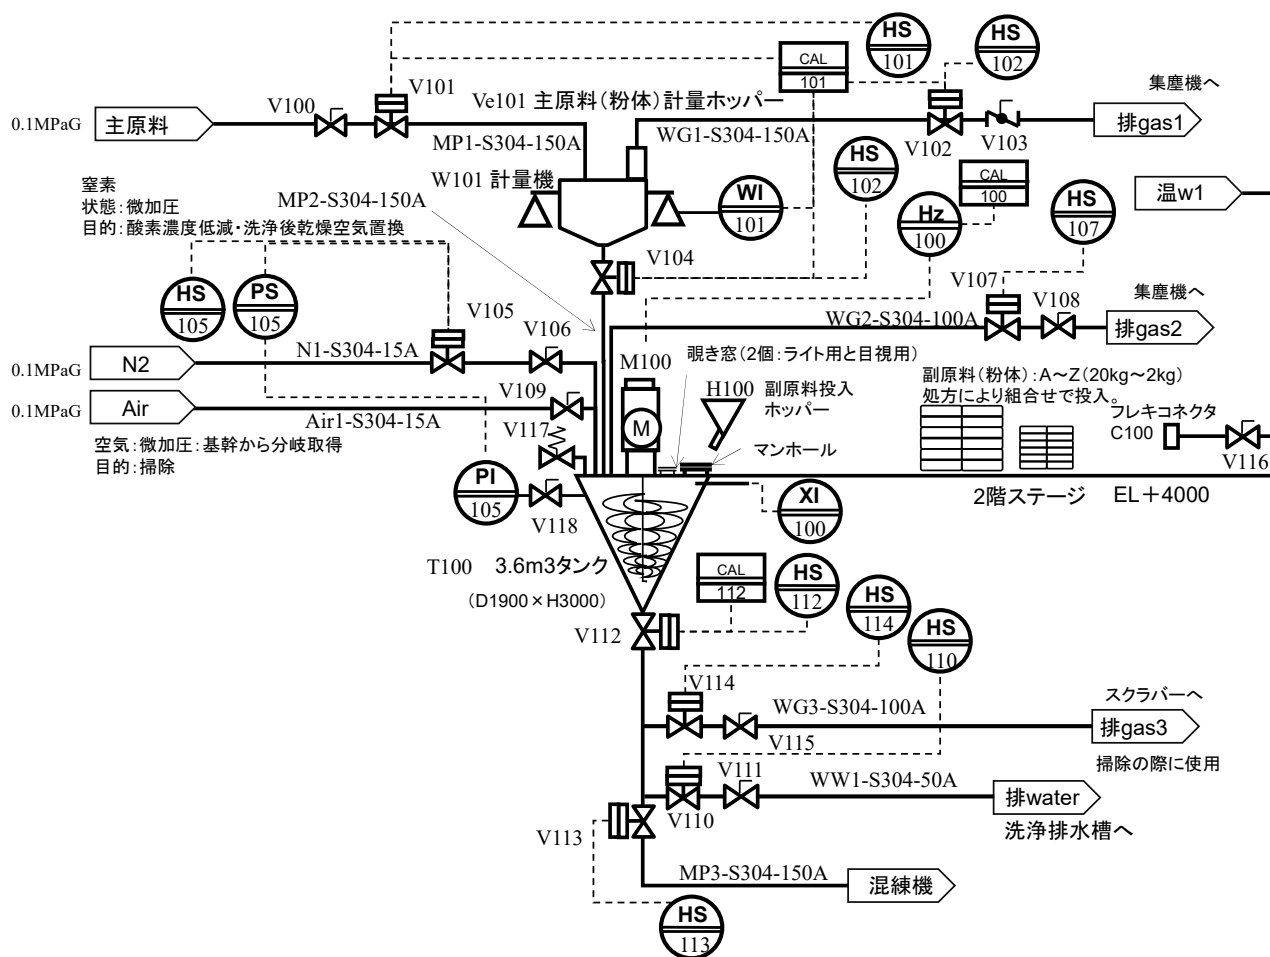 HS
101
CAL
101
HS
102
集塵機へ
V101
V100
Ve101 主原料(粉体)計量ホッパー
0.1MPaG
主原料
MP1-S304-150A
WG1-S304-150A
V102
V103
排gas1
HS
102
CAL
100
W101 計量機
MP2-S304-150A
WI
101
Hz
100
HS
107
温w1
窒素
状態:微加圧
目的:酸素濃度低減・洗浄後乾燥空気置換
V104
HS
105
PS
105
V105
V106
V107
V108
集塵機へ
WG2-S304-100A
排gas2
0.1MPaG
N2
N1-S304-15A
M100
覗き窓(2個:ライト用と目視用)
V109
H100
副原料投入
ホッパー
副原料(粉体):A~Z(20kg~2kg)
処方により組合せで投入。
0.1MPaG
Air
Air1-S304-15A
フレキコネクタ
C100
V117
M
マンホール
V116
空気:微加圧:基幹から分岐取得
目的:掃除
PI
105
V118
XI
100
2階ステージ EL+4000
T100 3.6m3タンク
(D1900×H3000)
CAL
112
HS
112
HS
114
HS
110
V112
V114
WG3-S304-100A
スクラバーへ
排gas3
V115
掃除の際に使用
V111
WW1-S304-50A
排water
V110
洗浄排水槽へ
V113
MP3-S304-150A
混練機
HS
113